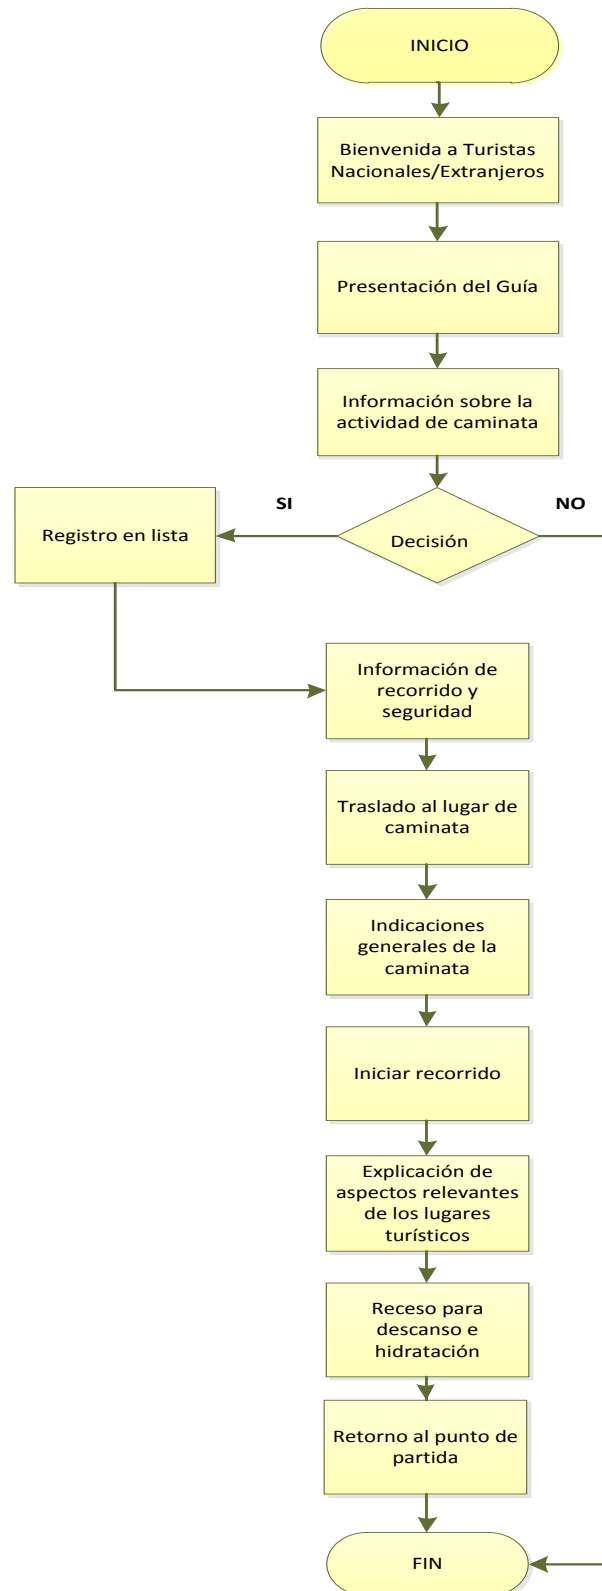 INICIO
Bienvenida a Turistas
Nacionales/Extranjeros
Presentación del Guía
Información sobre la
actividad de caminata
SI
NO
Registro en lista
Decisión
Información de
recorrido y
seguridad
Traslado al lugar de
caminata
Indicaciones
generales de la
caminata
Iniciar recorrido
Explicación de
aspectos relevantes
de los lugares
turísticos
Receso para
descanso e
hidratación
Retorno al punto de
partida
FIN